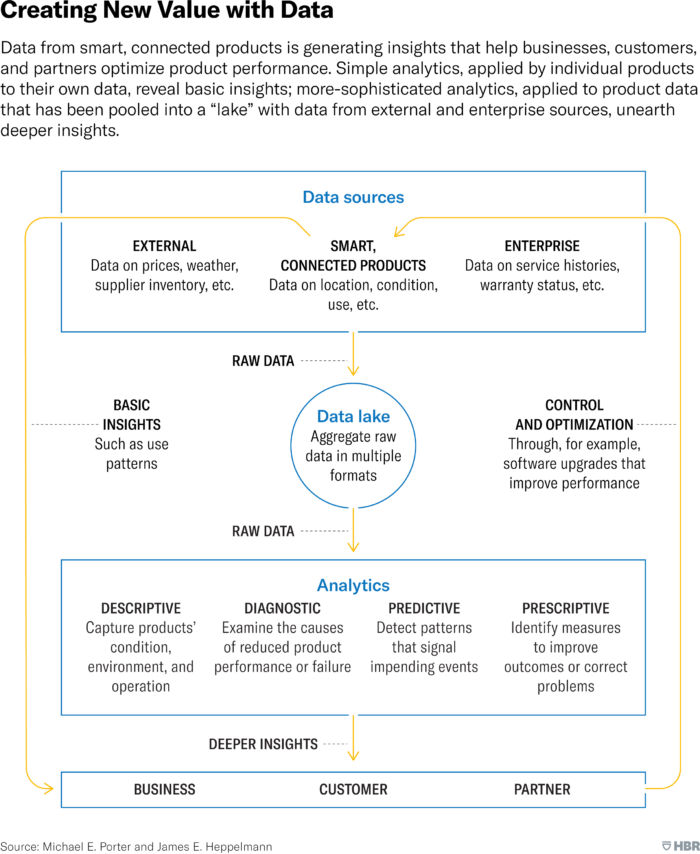 Creating New Value with Data
Data from smart, connected products is generating insights that help businesses, customers,
and partners optimize product performance. Simple analytics, applied by individual products
to their own data, reveal basic insights; more-sophisticated analytics, applied to product data
that has been pooled into a “lake” with data from external and enterprise sources, unearth
deeper insights.
Data sources
EXTERNAL
Data on prices, weather,
supplier inventory, etc.
SMART,
CONNECTED PRODUCTS
Data on location, condition,
use, etc.
ENTERPRISE
Data on service histories,
warranty status, etc.
RAW DATA
BASIC
INSIGHTS
Such as use
patterns
Data lake
Aggregate raw
data in multiple
formats
CONTROL
AND OPTIMIZATION
Through, for example,
software upgrades that
improve performance
RAW DATA
Analytics
DESCRIPTIVE
Capture products’
condition,
environment, and
operation
DIAGNOSTIC
Examine the causes
of reduced product
performance or failure
PREDICTIVE
Detect patterns
that signal
impending events
PRESCRIPTIVE
Identify measures
to improve
outcomes or correct
problems
DEEPER INSIGHTS
BUSINESS
CUSTOMER
PARTNER
Source: Michael E. Porter and James E. Heppelmann
HBR